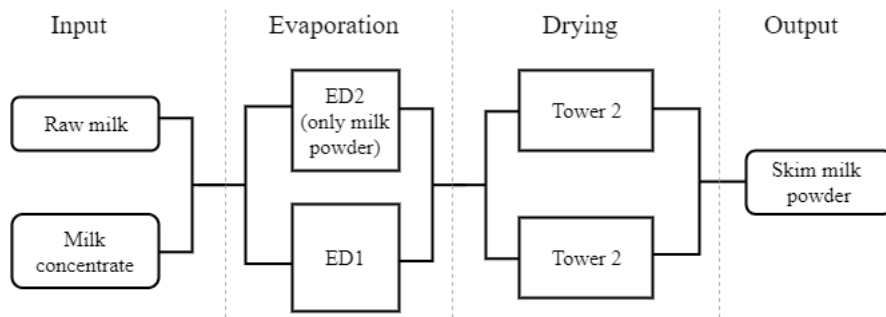 Input
Evaporation
Drying
Output
Raw milk
Milk
concentrate
ED2
(only milk
powder)
ED1
Tower 2
Tower 2
Skim milk
powder